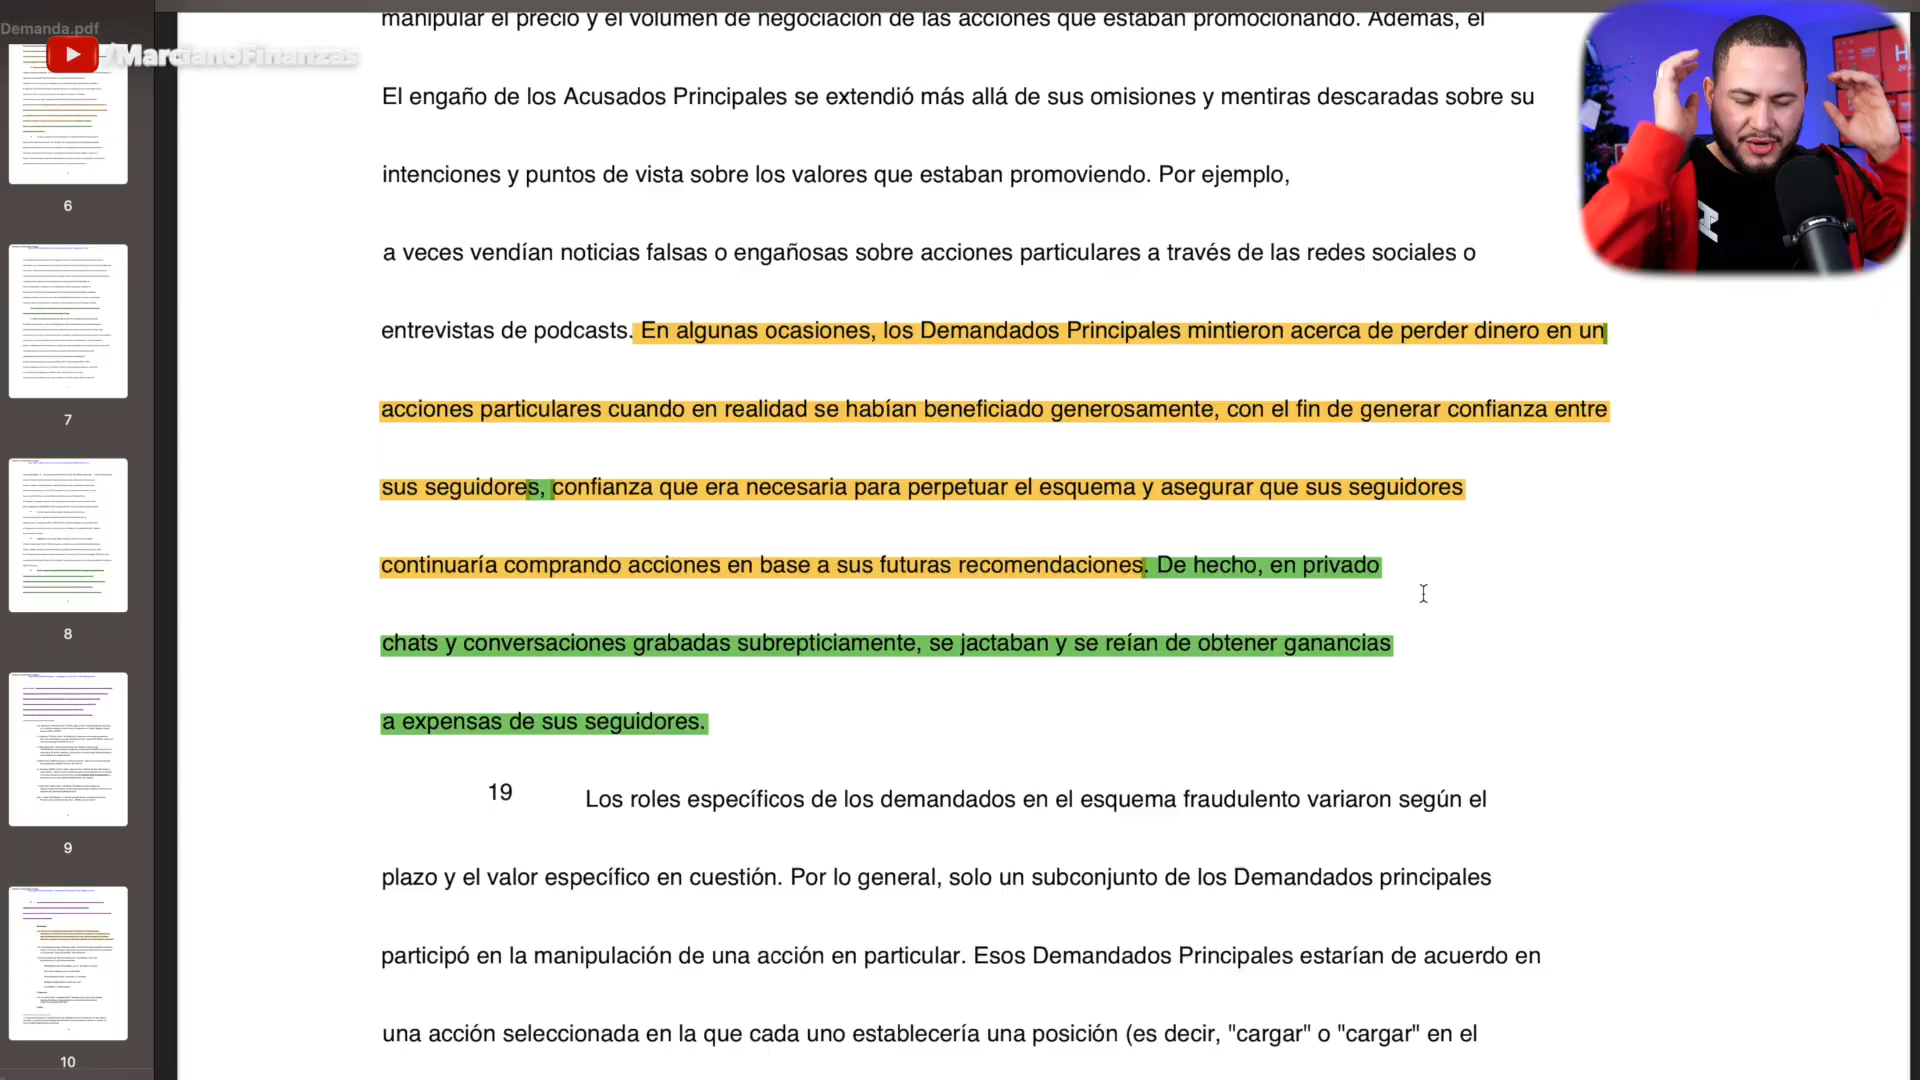 Demanda.pdf
/MarcianoFinanzas
manipular el precio y el volumen de negociación de las acciones que estaban promocionando. Además, el
El engaño de los Acusados Principales se extendió más allá de sus omisiones y mentiras descaradas sobre su
intenciones y puntos de vista sobre los valores que estaban promoviendo. Por ejemplo,
a veces vendían noticias falsas o engañosas sobre acciones particulares a través de las redes sociales o
entrevistas de podcasts. En algunas ocasiones, los Demandados Principales mintieron acerca de perder dinero en un
acciones particulares cuando en realidad se habían beneficiado generosamente, con el fin de generar confianza entre
sus seguidores, confianza que era necesaria para perpetuar el esquema y asegurar que sus seguidores
continuaría comprando acciones en base a sus futuras recomendaciones. De hecho, en privado
chats y conversaciones grabadas subrepticiamente, se jactaban y se reían de obtener ganancias
a expensas de sus seguidores.
19 Los roles específicos de los demandados en el esquema fraudulento variaron según el
plazo y el valor específico en cuestión. Por lo general, solo un subconjunto de los Demandados principales
participó en la manipulación de una acción en particular. Esos Demandados Principales estarían de acuerdo en
una acción seleccionada en la que cada uno establecería una posición (es decir, "cargar" o "cargar" en el
6
7
8
9
10